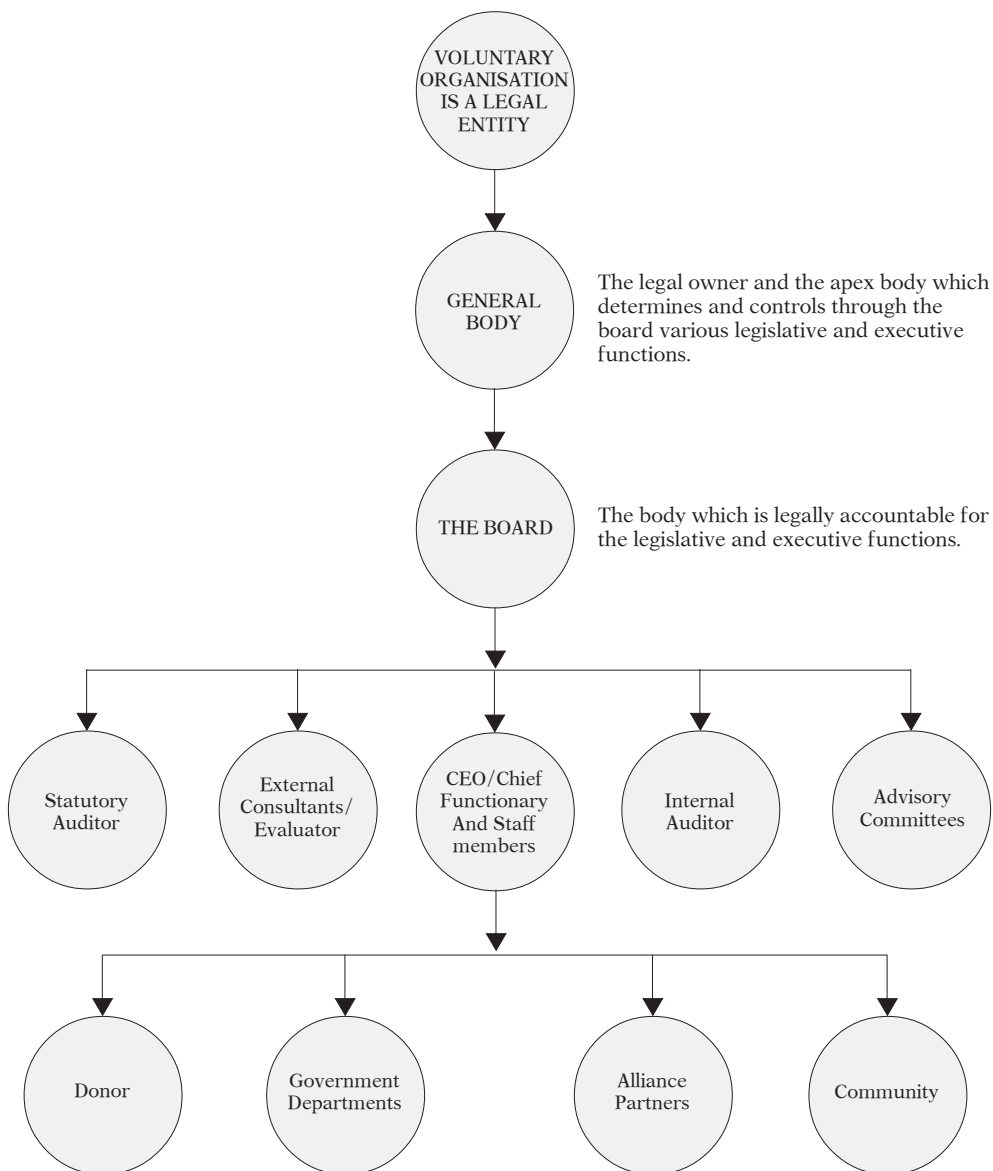 VOLUNTARY
ORGANISATION
IS A LEGAL
ENTITY
GENERAL
BODY
The legal owner and the apex body which
determines and controls through the
board various legislative and executive
functions.
THE BOARD
The body which is legally accountable for
the legislative and executive functions.
Statutory
Auditor
External
Consultants/
Evaluator
CEO/Chief
Functionary
And Staff
members
Internal
Auditor
Advisory
Committees
Donor
Government
Departments
Alliance
Partners
Community